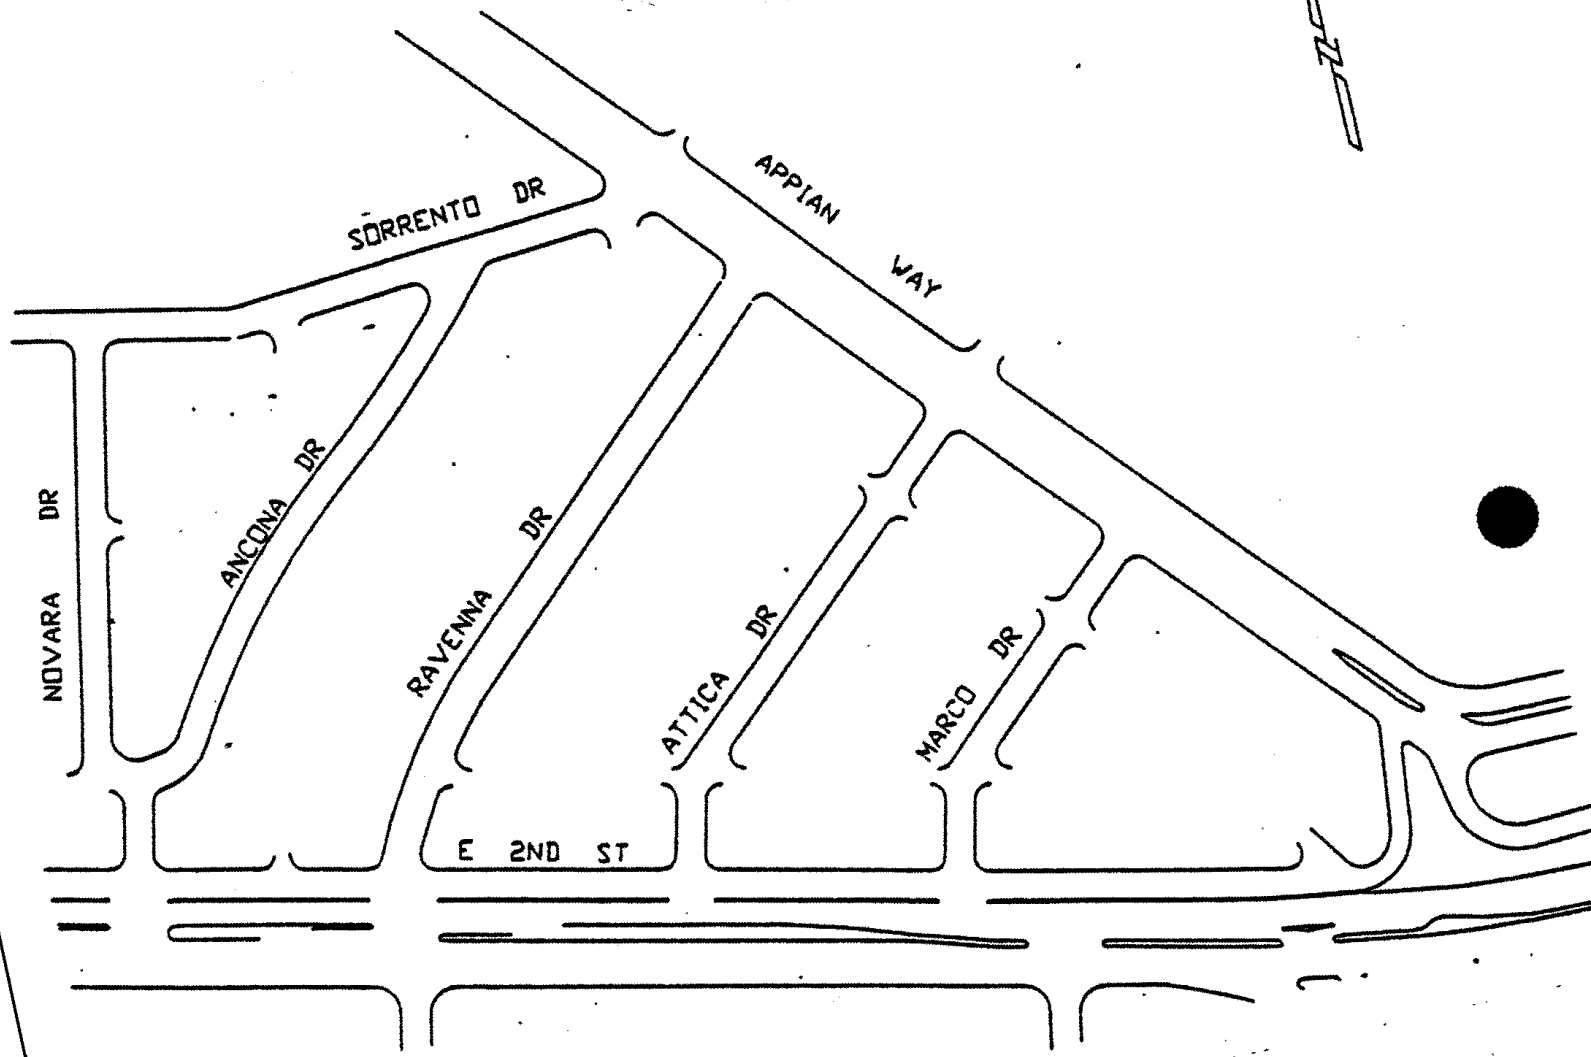 APPIAN WAY
SORRENTO DR
NOVARA DR
ANCONA DR
RAVENNA DR
ATTICA DR
MARCO DR
E 2ND ST